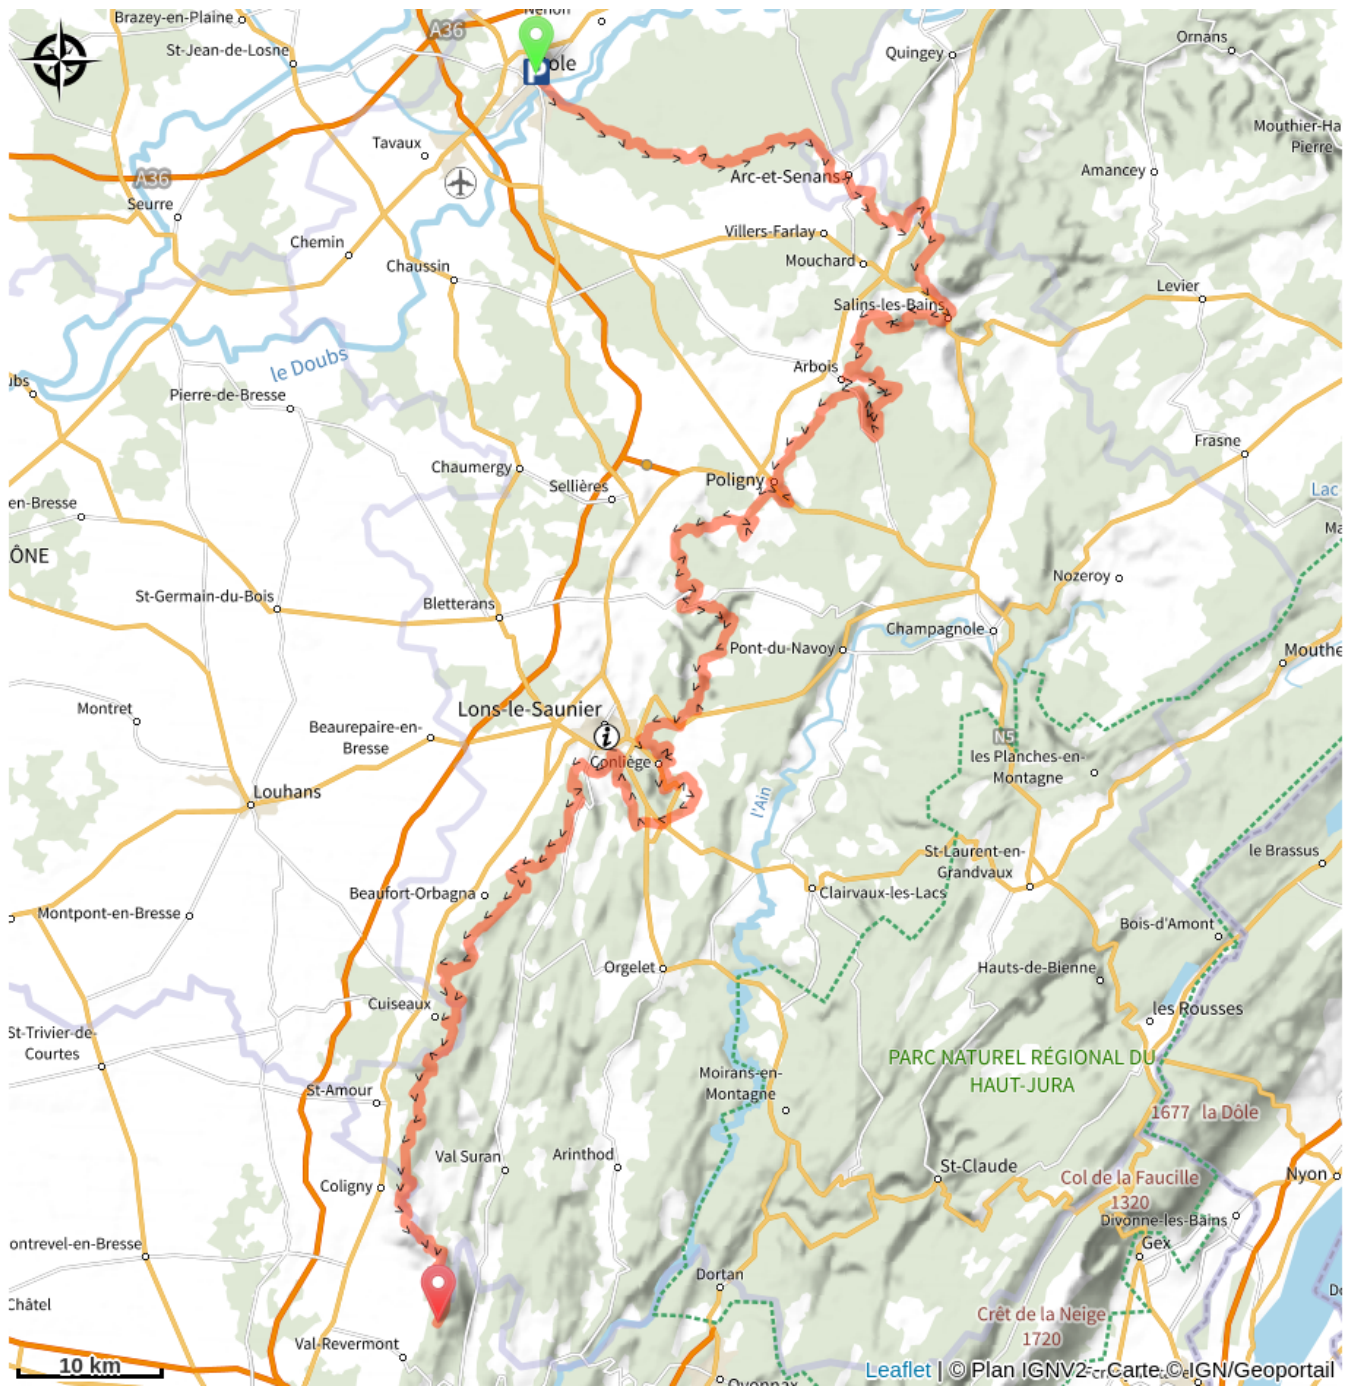 Brazey-en-Plaine
St-Jean-de-Losne
A36
P
ole
Quingey
Ornans
Tavaux
Mouthier-Ha
Pierre
A36
Arc-et-Senans
Amancey
Seurre
Chemin
Villers-Farlay
Mouchard
Chaussin
Levier
Salins-les-Bains
le Doubs
Arbois
ubs
Pierre-de-Bresse
Frasne
Chaumergy
Poligny
Sellières
Lac
en-Bresse
Ma
ÔNE
Nozeroy
St-Germain-du-Bois
Bletterans
Champagnole
Pont-du-Navoy
Mouthe
Montret
Lons-le-Saunier
Beaurepaire-en-
Bresse
N5
i
les Planches-en-
Montagne
Conliège
Louhans
l'Ain
St-Laurent-en-
Grandvaux
le Brassus
Beaufort-Orbagna
Clairvaux-les-Lacs
Montpont-en-Bresse
Bois-d'Amont
Orgelet
Hauts-de-Bienne
Cuiseaux
les Rousses
St-Trivier-de-
Courtes
PARC NATUREL RÉGIONAL DU
HAUT-JURA
Moirans-en-
Montagne
St-Amour
1677 la Dôle
Val Suran
Arinthod
St-Claude
Coligny
Col de la Faucille
1320
Nyon
Divonne-les-Bains
Gex
ontrevel-en-Bresse
Dortan
Châtel
Crêt de la Neige
1720
Val-Revermont
10 km
Leaflet | © Plan IGNV2 - Carte © IGN/Geoportail
Oyonnax